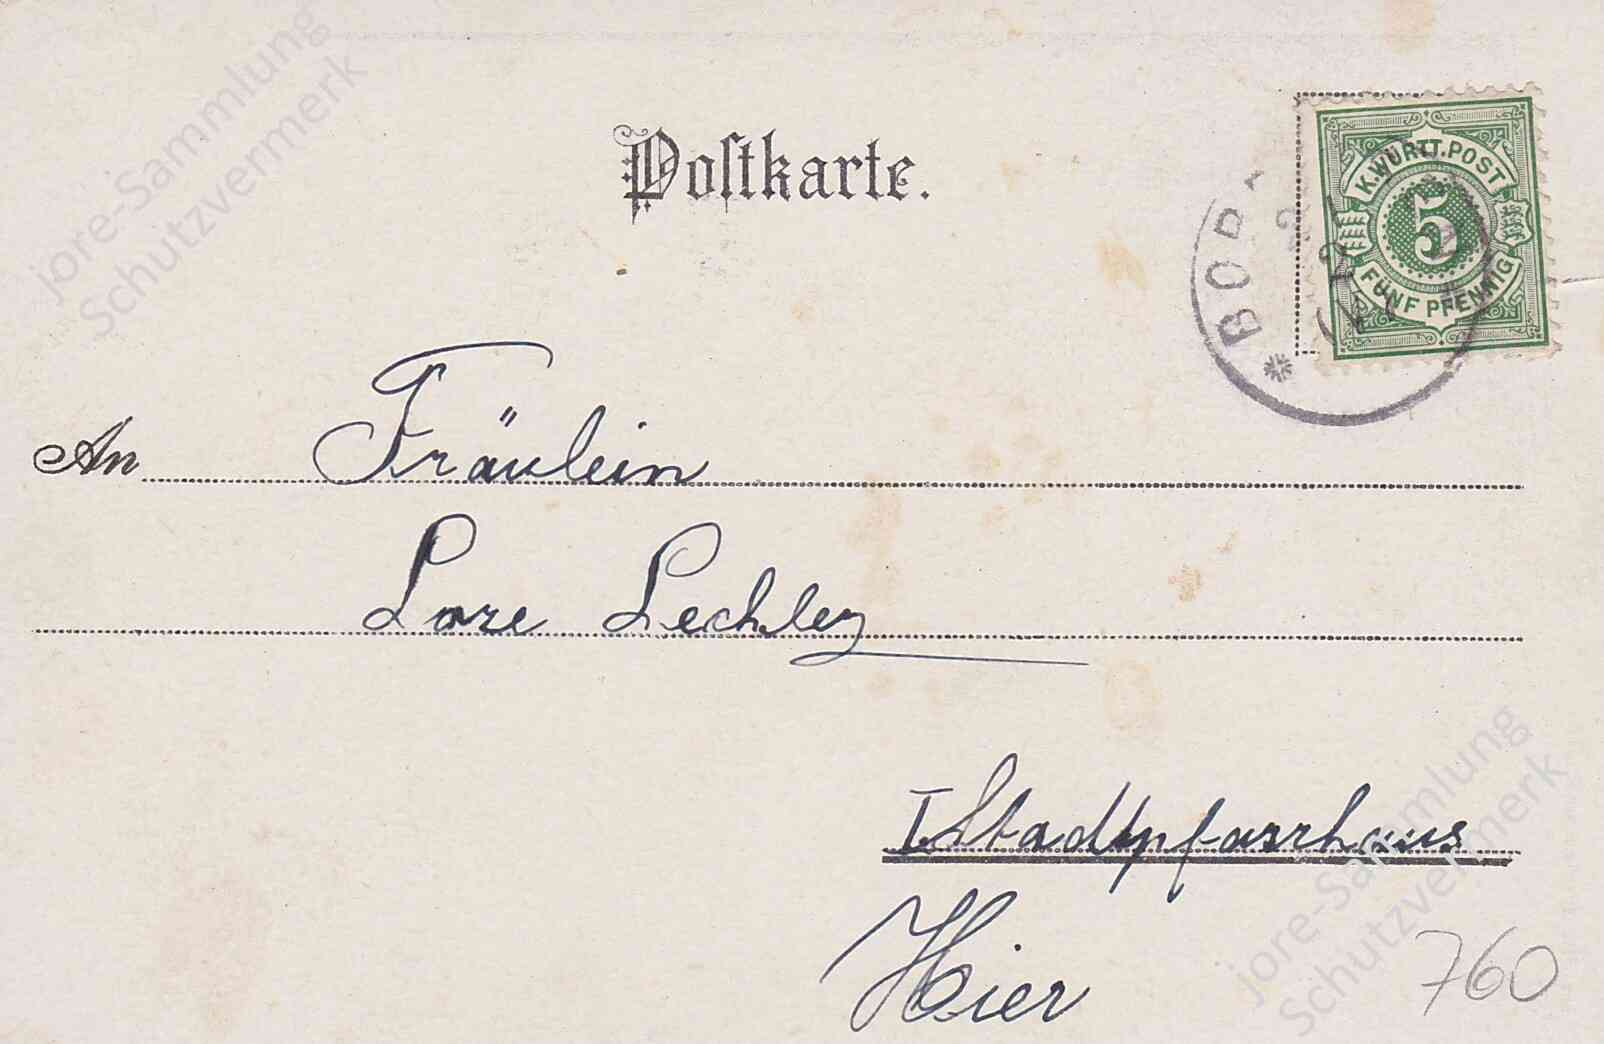 Postkarte.
K. WÜRTT. POST
5
FÜNF PFENNIG
An Fräulein
Lore Lechler
I Stadtpfarrhaus
Hier
760
jore-Sammlung
Schutzvermerk
jore-Sammlung
Schutzvermerk